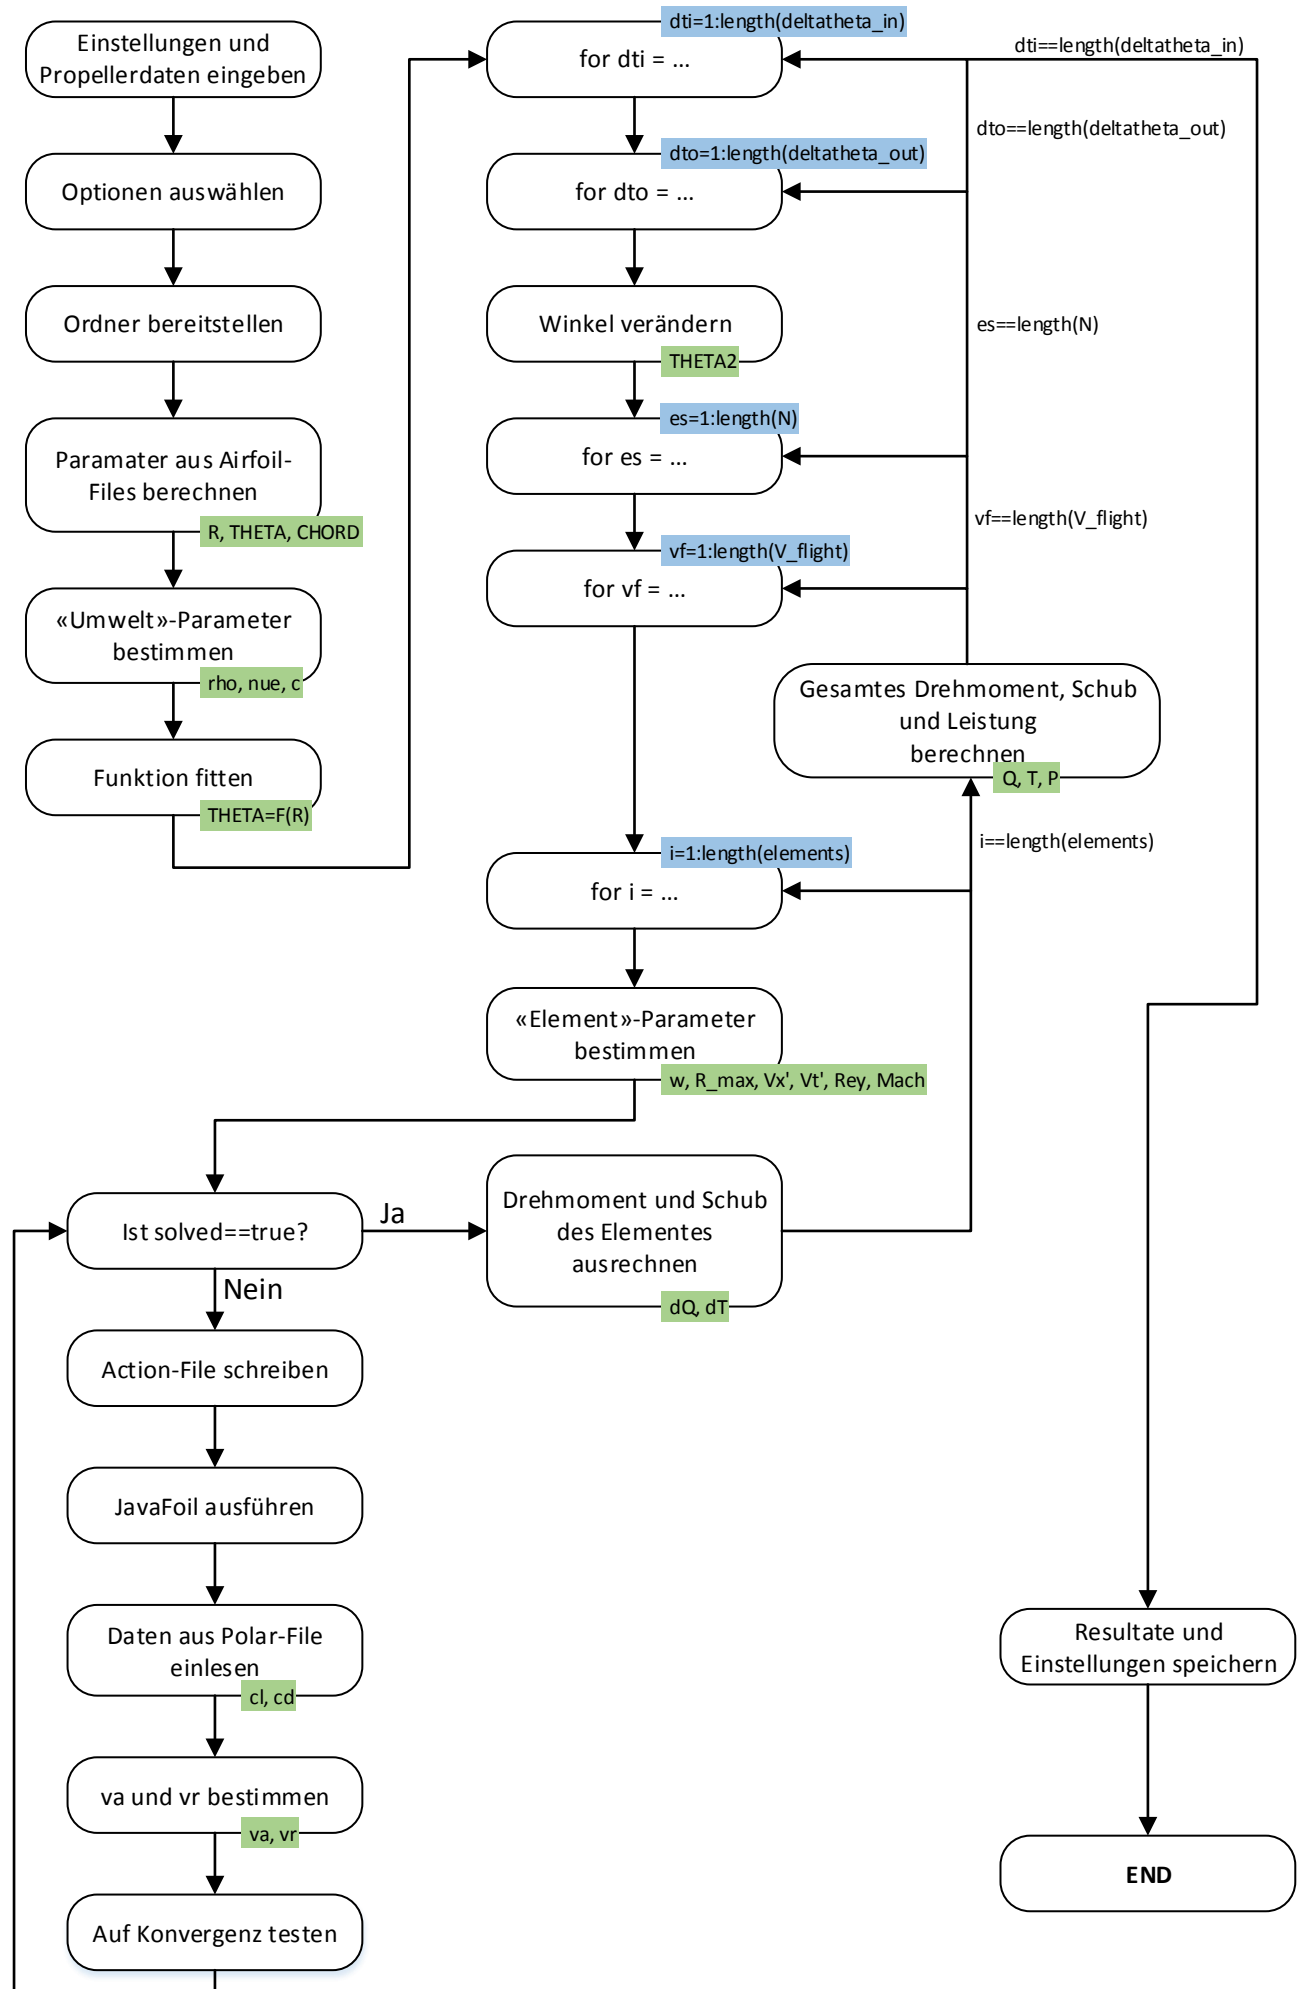 Einstellungen und
Propellerdaten eingeben
Optionen auswählen
Ordner bereitstellen
Paramater aus Airfoil-
Files berechnen
R, THETA, CHORD
«Umwelt»-Parameter
bestimmen
rho, nue, c
Funktion fitten
THETA=F(R)
dti=1:length(deltatheta_in)
for dti = ...
dto=1:length(deltatheta_out)
for dto = ...
Winkel verändern
THETA2
es=1:length(N)
for es = ...
vf=1:length(V_flight)
for vf = ...
i=1:length(elements)
for i = ...
«Element»-Parameter
bestimmen
w, R_max, Vx', Vt', Rey, Mach
dti==length(deltatheta_in)
dto==length(deltatheta_out)
es==length(N)
vf==length(V_flight)
Gesamtes Drehmoment, Schub
und Leistung
berechnen
Q, T, P
i==length(elements)
Ist solved==true?
Ja
Nein
Drehmoment und Schub
des Elementes
ausrechnen
dQ, dT
Action-File schreiben
JavaFoil ausführen
Daten aus Polar-File
einlesen
cl, cd
va und vr bestimmen
va, vr
Auf Konvergenz testen
Resultate und
Einstellungen speichern
END